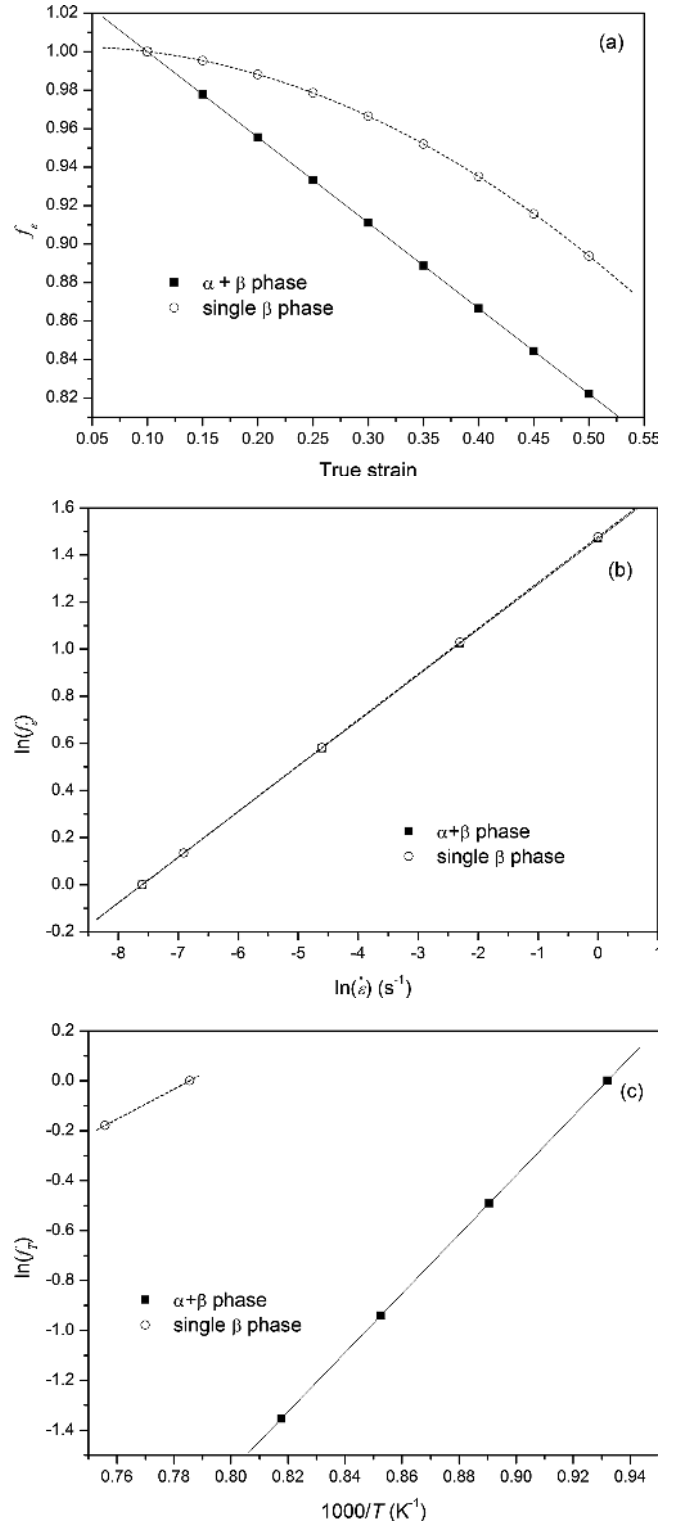 1.02
(a)
1.00
0.98
0.96
0.94
0.92
0.90
0.88
0.86
0.84
0.82
fε
α + β phase
single β phase
0.05 0.10 0.15 0.20 0.25 0.30 0.35 0.40 0.45 0.50 0.55
True strain
1.6
1.4
1.2
1.0
0.8
0.6
0.4
0.2
0.0
-0.2
(b)
ln(fε̇)
α+β phase
single β phase
-8 -7 -6 -5 -4 -3 -2 -1 0 1
ln(ε̇) (s⁻¹)
0.2
0.0
-0.2
-0.4
-0.6
-0.8
-1.0
-1.2
-1.4
(c)
ln(fT)
α+β phase
single β phase
0.76 0.78 0.80 0.82 0.84 0.86 0.88 0.90 0.92 0.94
1000/T (K⁻¹)